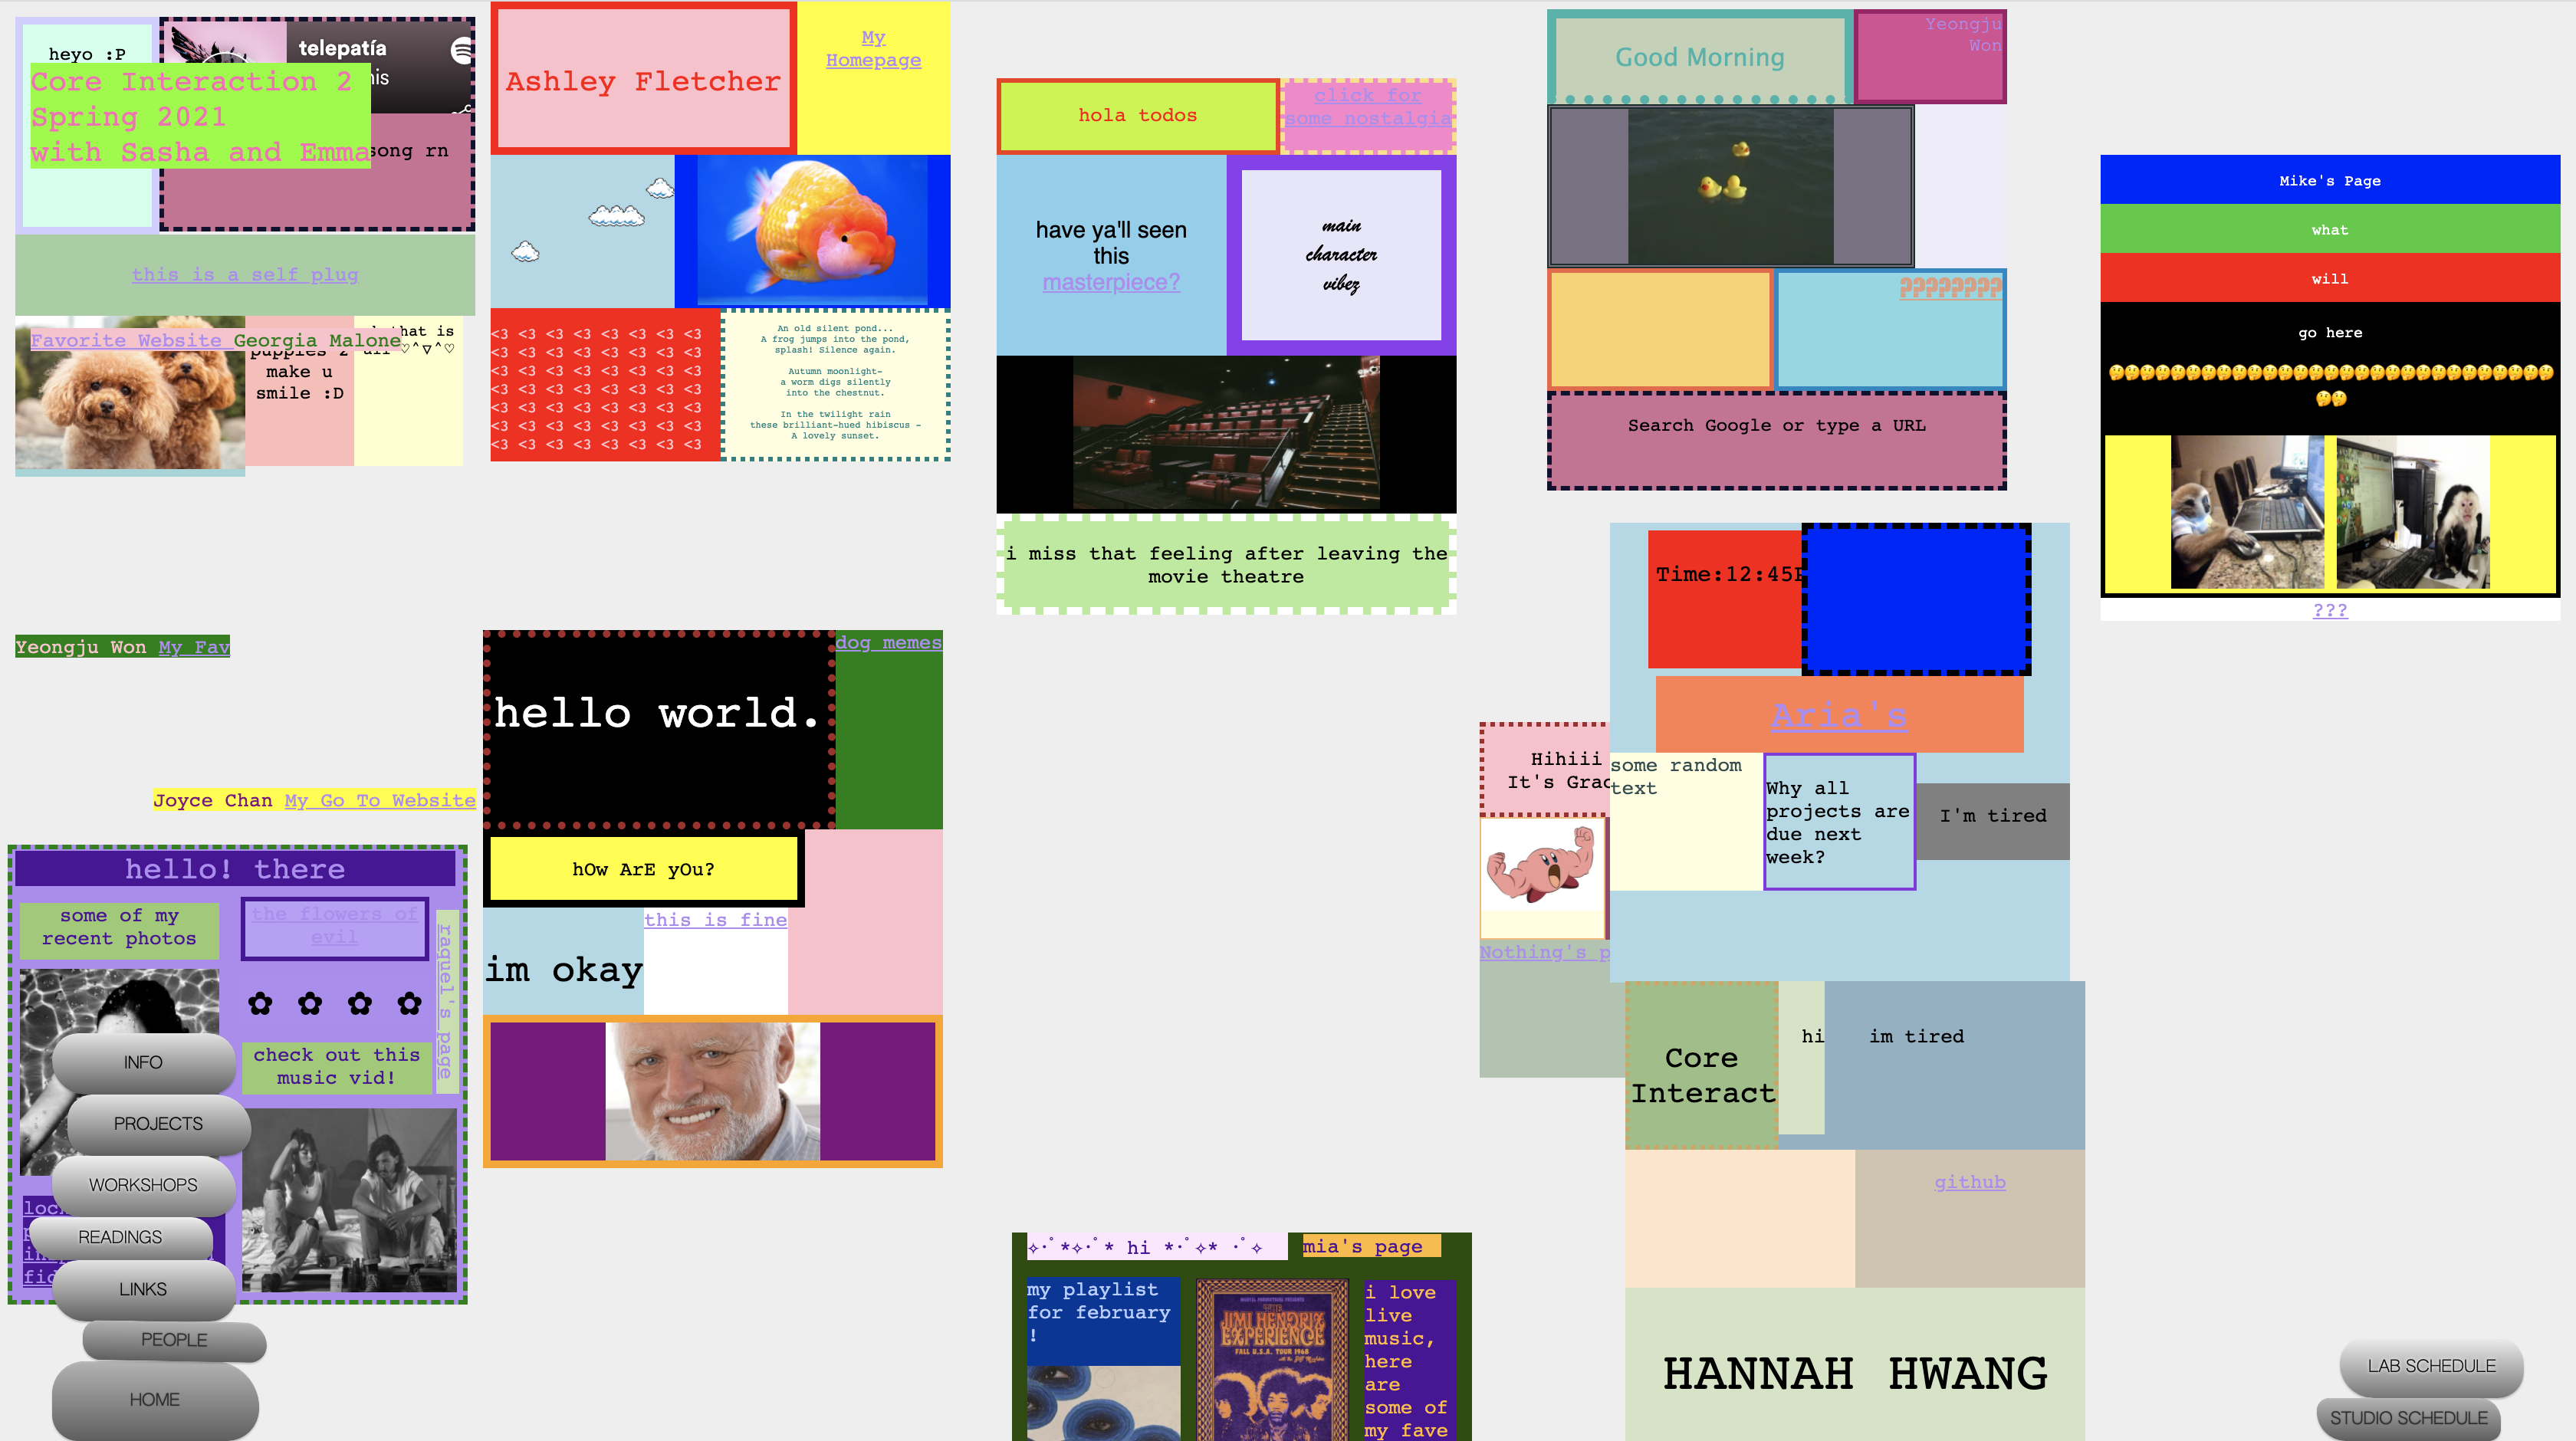 heyo :P
telepatía
Core Interaction 2
Spring 2021
with Sasha and Emma
song rn
this is a self plug
Favorite Website Georgia Malone
that is
puppies 2
make u
smile :D
Ashley Fletcher
My
Homepage
<3 <3 <3 <3 <3 <3 <3
<3 <3 <3 <3 <3 <3 <3
<3 <3 <3 <3 <3 <3 <3
<3 <3 <3 <3 <3 <3 <3
<3 <3 <3 <3 <3 <3 <3
<3 <3 <3 <3 <3 <3 <3
<3 <3 <3 <3 <3 <3 <3
An old silent pond...
A frog jumps into the pond,
splash! Silence again.
Autumn moonlight-
a worm digs silently
into the chestnut.
In the twilight rain
these brilliant-hued hibiscus -
A lovely sunset.
hola todos
click for
some nostalgia
have ya'll seen
this
masterpiece?
main
character
vibez
i miss that feeling after leaving the
movie theatre
Good Morning
Yeongju
Won
????????
Search Google or type a URL
Mike's Page
what
will
go here
🤔🤔🤔🤔🤔🤔🤔🤔🤔🤔🤔🤔🤔🤔🤔🤔🤔🤔🤔🤔🤔🤔🤔🤔🤔🤔🤔🤔🤔
🤔🤔
???
Yeongju Won My Fav
Joyce Chan My Go To Website
hello! there
some of my
recent photos
the flowers of
evil
raquel's page
✿ ✿ ✿ ✿
check out this
music vid!
INFO
PROJECTS
WORKSHOPS
READINGS
LINKS
PEOPLE
HOME
hello world.
dog memes
hOw ArE yOu?
this is fine
im okay
✧･ﾟ*✧･ﾟ* hi *･ﾟ✧* ･ﾟ✧
mia's page
my playlist
for february
!
JIMI HENDRIX
EXPERIENCE
FALL U.S.A. TOUR 1968
i love
live
music,
here
are
some of
my fave
Hihiii
It's Grac
Nothing's p
Time:12:45
Aria's
some random
text
Why all
projects are
due next
week?
I'm tired
Core
Interact
hi
im tired
github
HANNAH HWANG
LAB SCHEDULE
STUDIO SCHEDULE